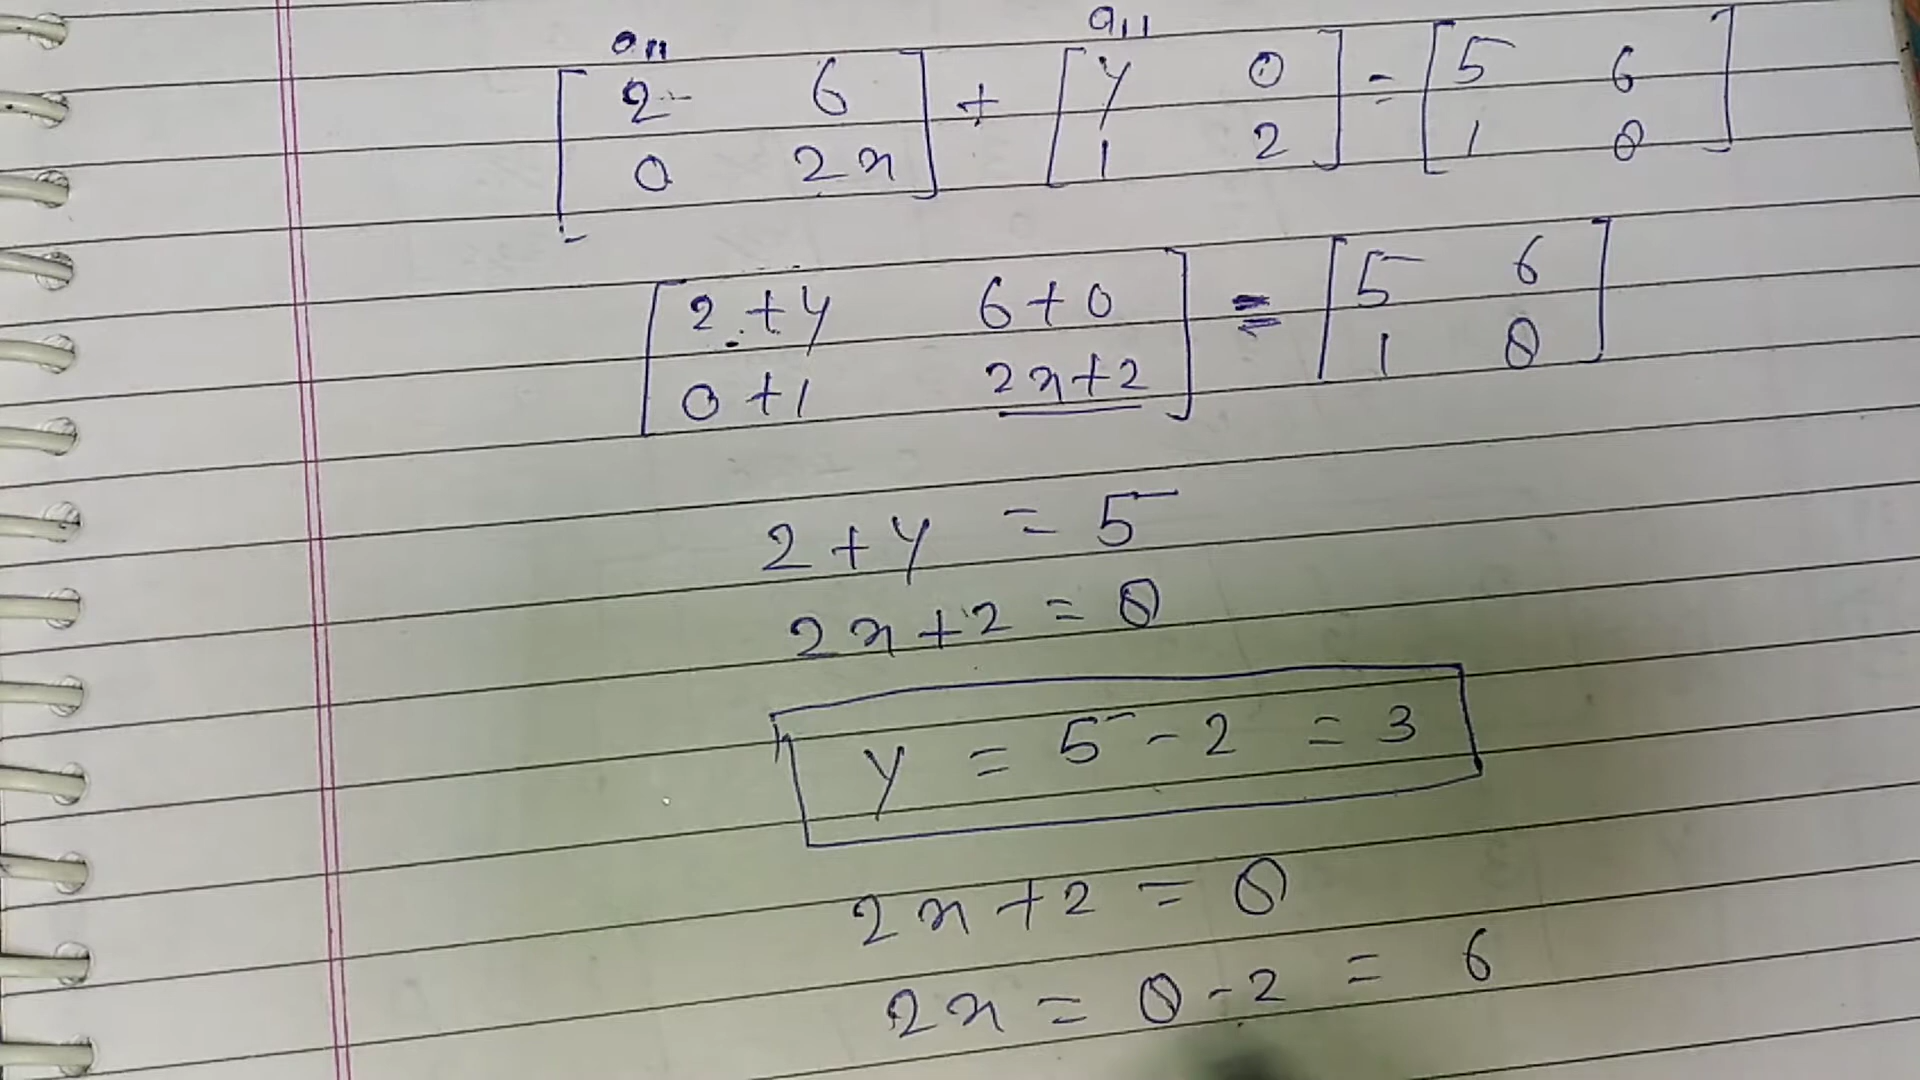 a11 a11
[2 6 0 2x] + [y 0 1 2] = [5 6 1 8]
[2+y 6+0 0+1 2x+2] = [5 6 1 8]
2+y = 5
2x+2 = 8
y = 5-2 = 3
2x+2 = 8
2x = 8-2 = 6